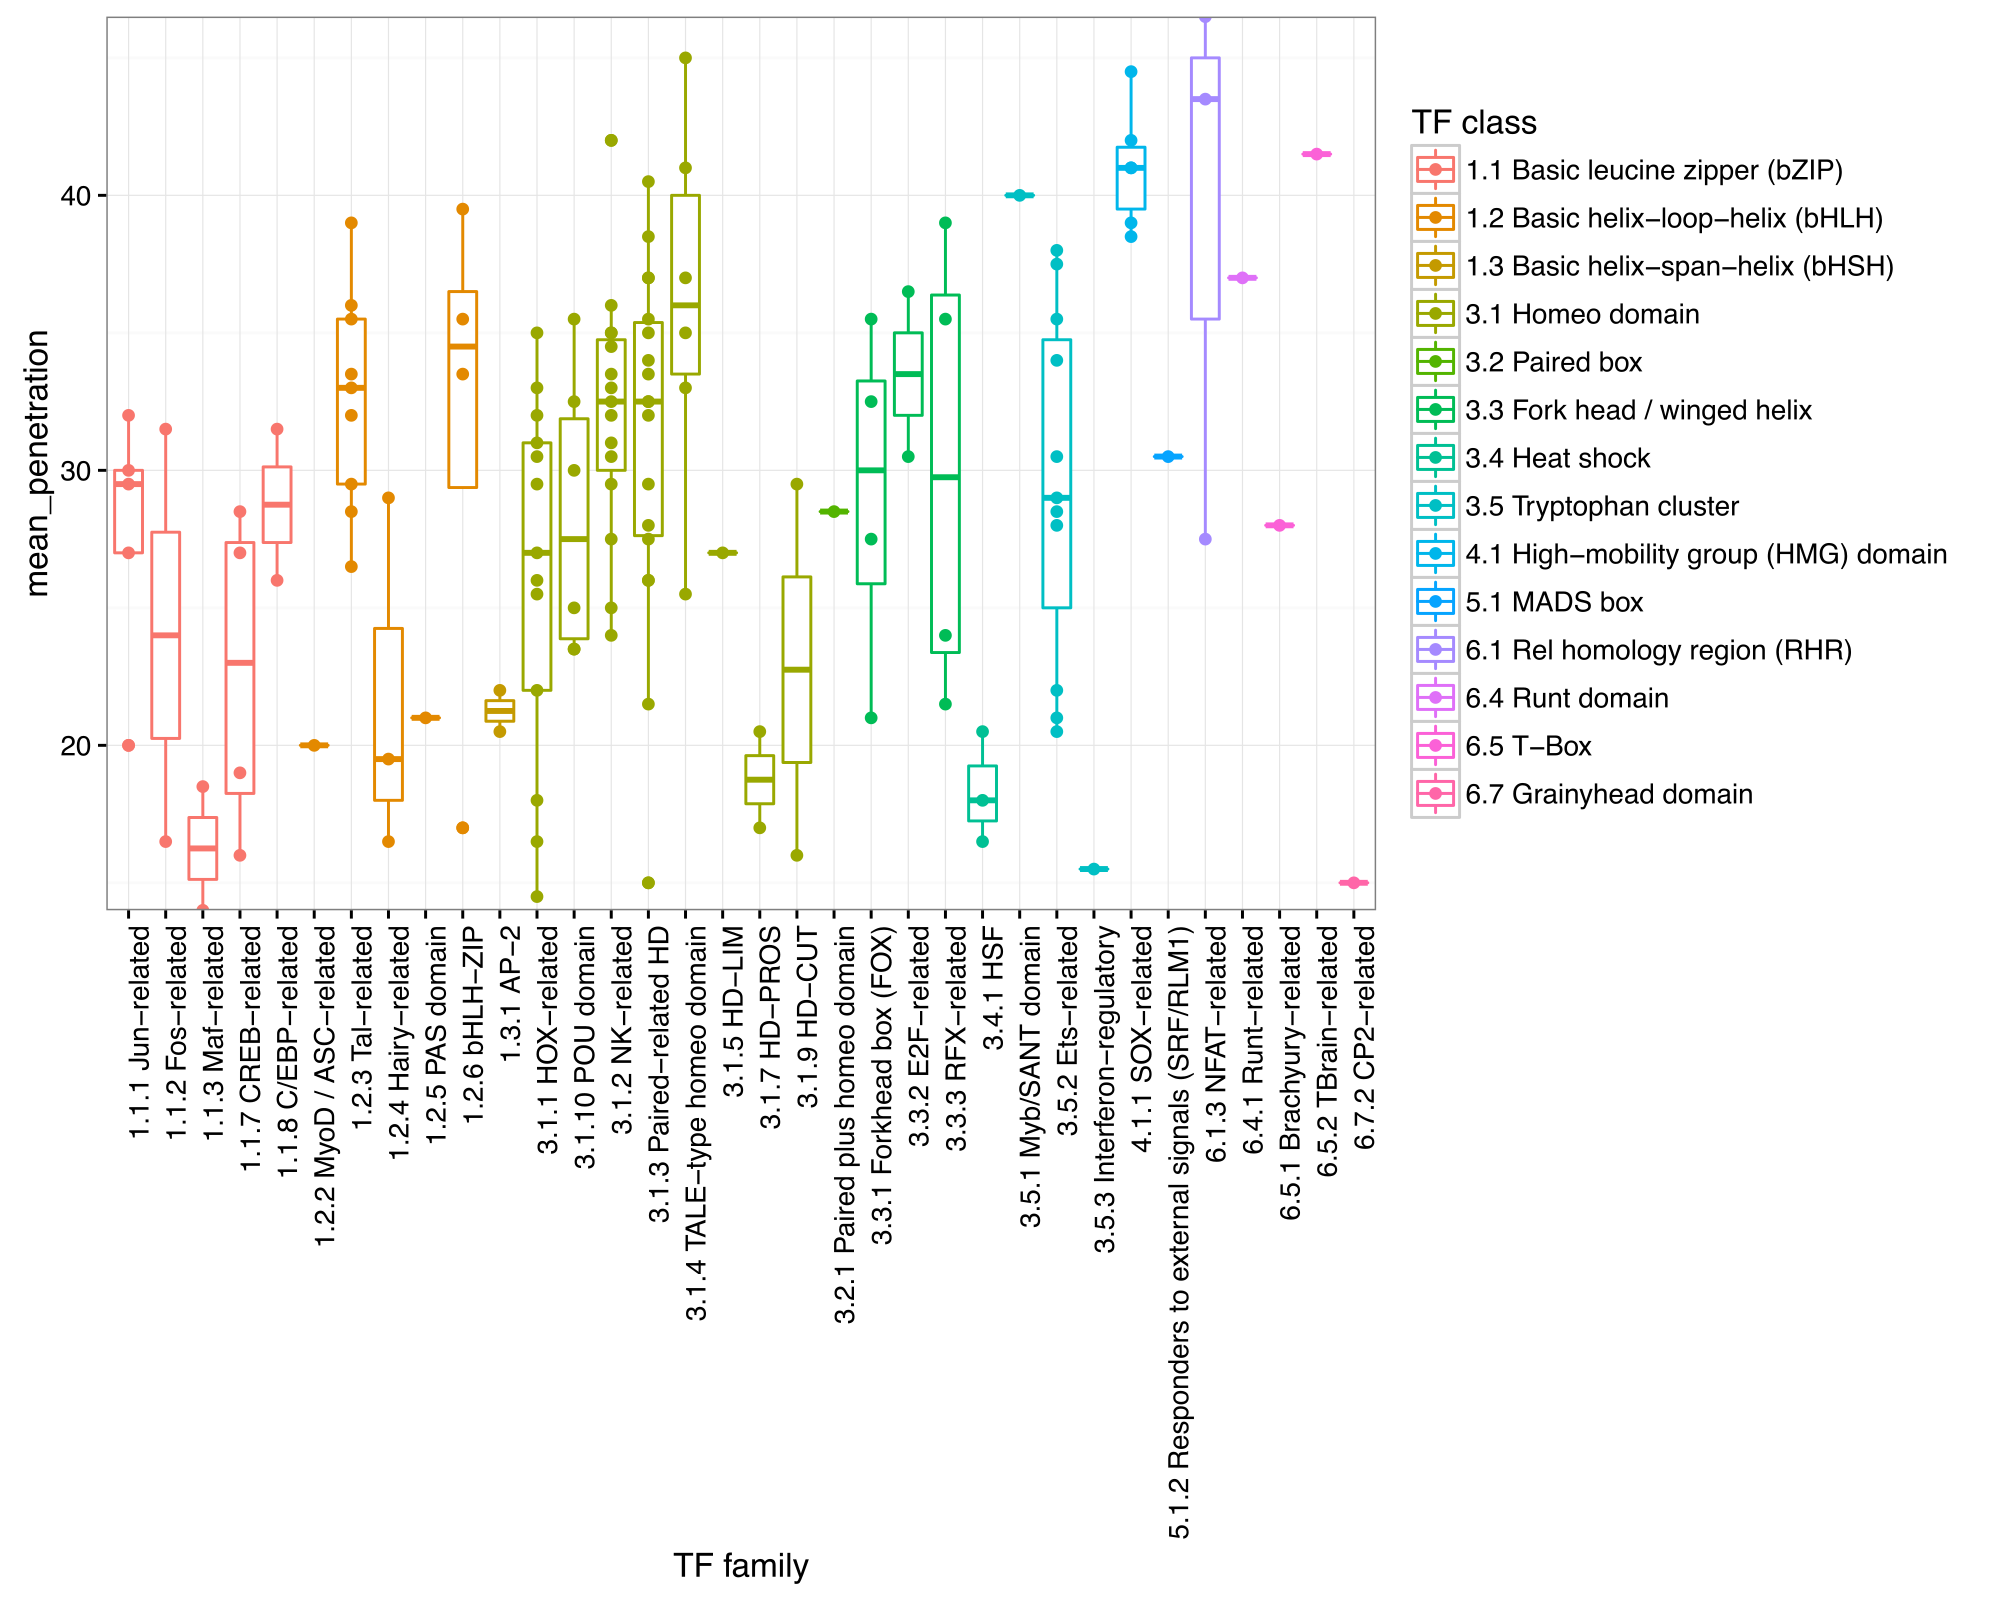 mean_penetration
40
30
20
1.1.1 Jun−related
1.1.2 Fos−related
1.1.3 Maf−related
1.1.7 CREB−related
1.1.8 C/EBP−related
1.2.2 MyoD / ASC−related
1.2.3 Tal−related
1.2.4 Hairy−related
1.2.5 PAS domain
1.2.6 bHLH−ZIP
1.3.1 AP−2
3.1.1 HOX−related
3.1.10 POU domain
3.1.2 NK−related
3.1.3 Paired−related HD
3.1.4 TALE−type homeo domain
3.1.5 HD−LIM
3.1.7 HD−PROS
3.1.9 HD−CUT
3.2.1 Paired plus homeo domain
3.3.1 Forkhead box (FOX)
3.3.2 E2F−related
3.3.3 RFX−related
3.4.1 HSF
3.5.1 Myb/SANT domain
3.5.2 Ets−related
3.5.3 Interferon−regulatory
4.1.1 SOX−related
5.1.2 Responders to external signals (SRF/RLM1)
6.1.3 NFAT−related
6.4.1 Runt−related
6.5.1 Brachyury−related
6.5.2 TBrain−related
6.7.2 CP2−related
TF family
TF class
1.1 Basic leucine zipper (bZIP)
1.2 Basic helix−loop−helix (bHLH)
1.3 Basic helix−span−helix (bHSH)
3.1 Homeo domain
3.2 Paired box
3.3 Fork head / winged helix
3.4 Heat shock
3.5 Tryptophan cluster
4.1 High−mobility group (HMG) domain
5.1 MADS box
6.1 Rel homology region (RHR)
6.4 Runt domain
6.5 T−Box
6.7 Grainyhead domain